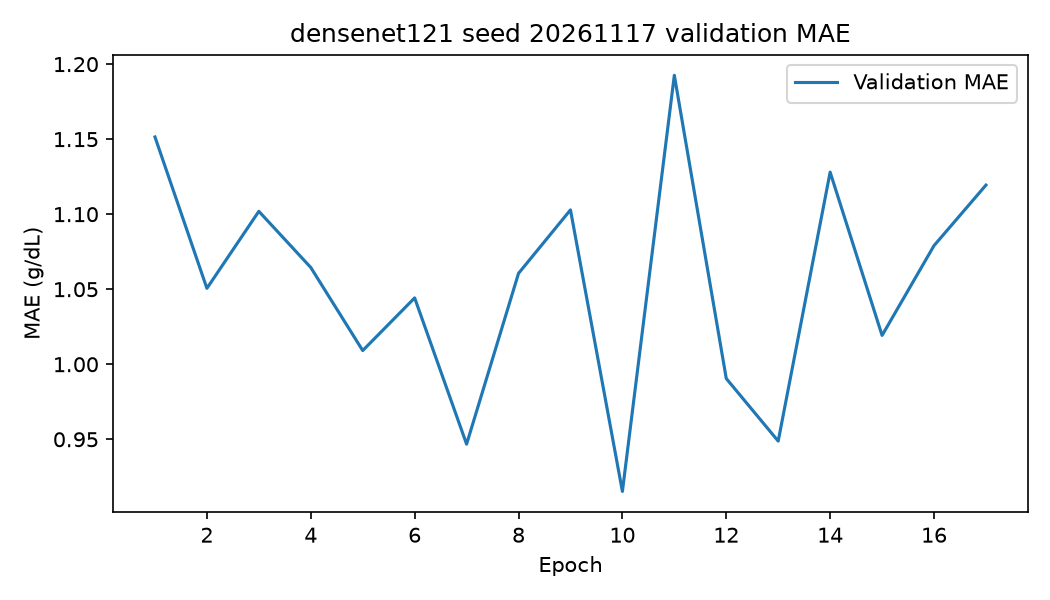 densenet121 seed 20261117 validation MAE
Validation MAE
MAE (g/dL)
1.20
1.15
1.10
1.05
1.00
0.95
2 4 6 8 10 12 14 16
Epoch